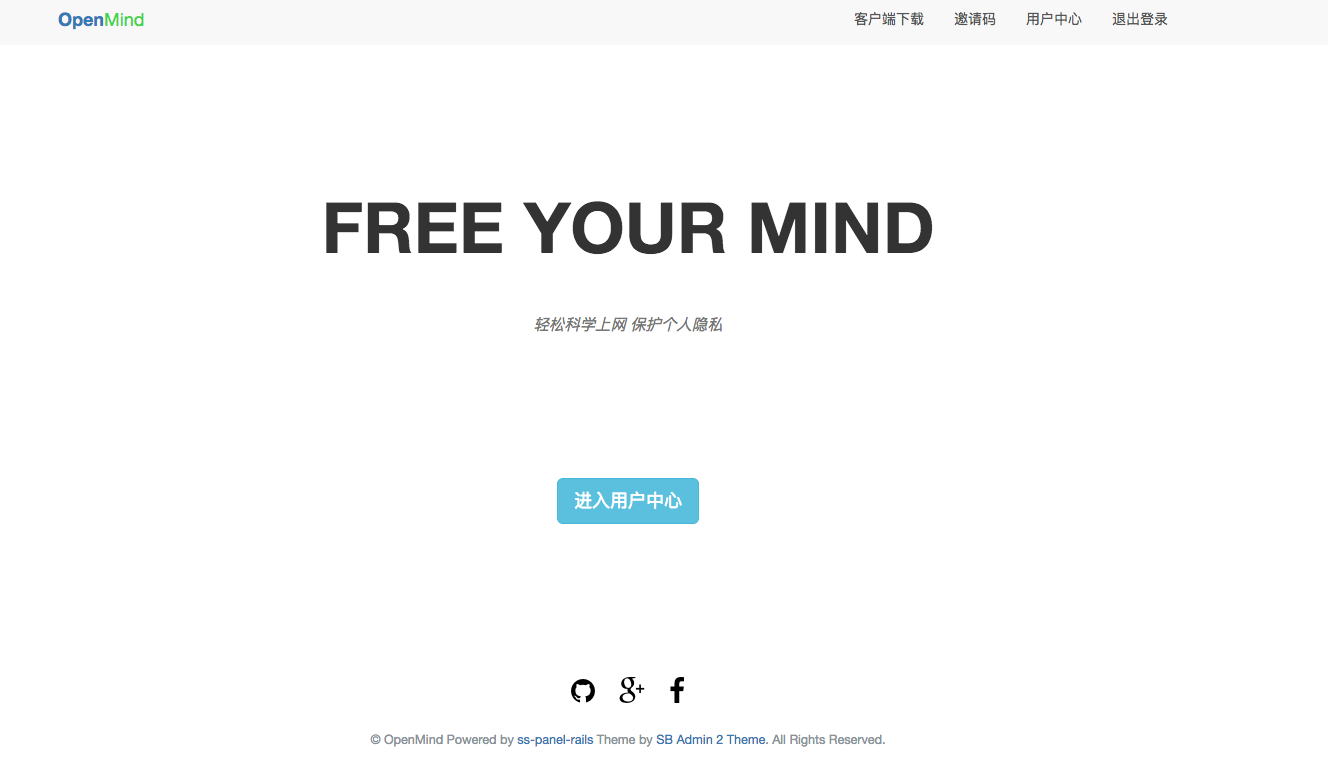 OpenMind 客户端下载 邀请码 用户中心 退出登录
FREE YOUR MIND
轻松科学上网 保护个人隐私
进入用户中心
© OpenMind Powered by ss-panel-rails Theme by SB Admin 2 Theme. All Rights Reserved.